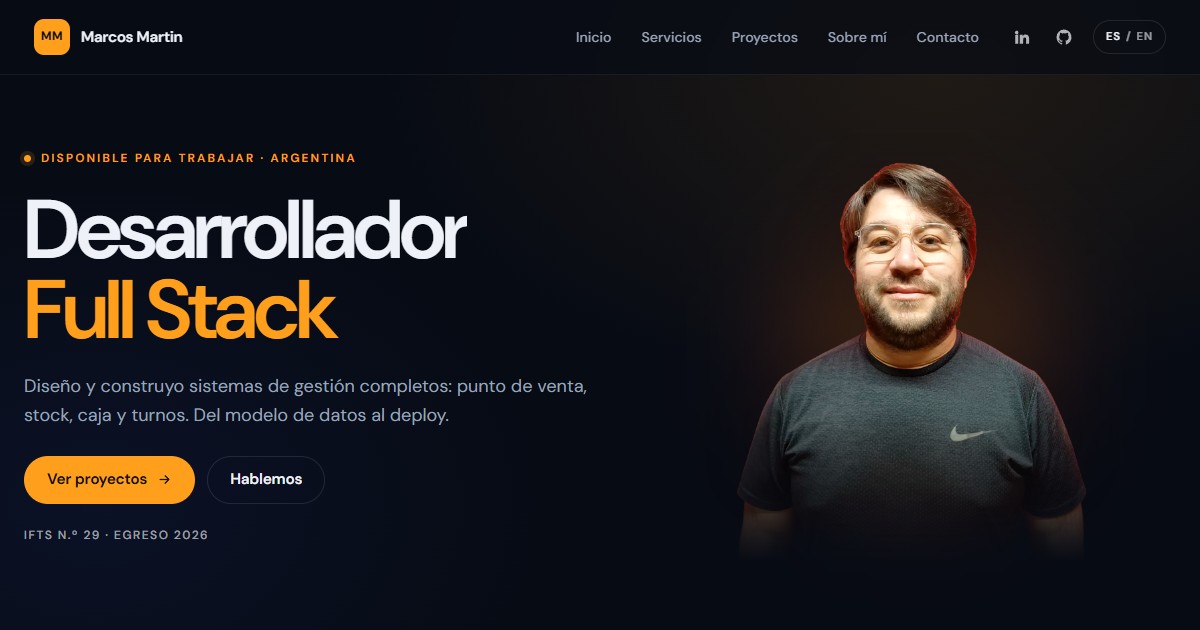 MM Marcos Martin Inicio Servicios Proyectos Sobre mí Contacto in ES / EN
DISPONIBLE PARA TRABAJAR · ARGENTINA
Desarrollador
Full Stack
Diseño y construyo sistemas de gestión completos: punto de venta,
stock, caja y turnos. Del modelo de datos al deploy.
Ver proyectos → Hablemos
IFTS N.º 29 · EGRESO 2026